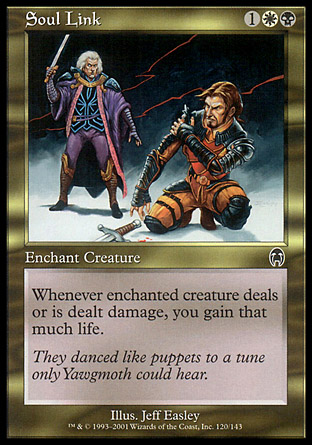 Soul Link 1
Enchant Creature
Whenever enchanted creature deals
or is dealt damage, you gain that
much life.
They danced like puppets to a tune
only Yawgmoth could hear.
Illus. Jeff Easley
™ & © 1993–2001 Wizards of the Coast, Inc. 120/143